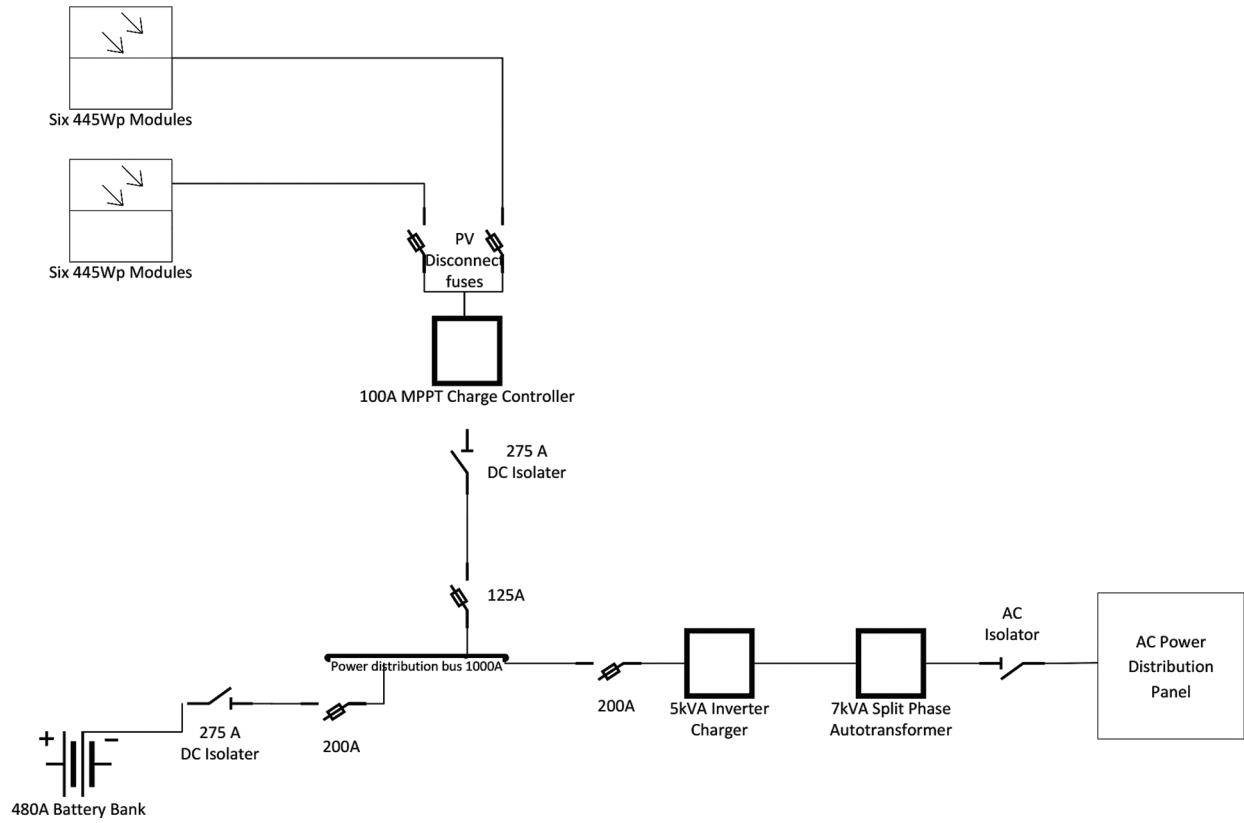 Six 445Wp Modules
Six 445Wp Modules
PV
Disconnect
fuses
100A MPPT Charge Controller
275 A
DC Isolater
125A
Power distribution bus 1000A
275 A
DC Isolater
200A
+
-
480A Battery Bank
200A
5kVA Inverter
Charger
7kVA Split Phase
Autotransformer
AC
Isolator
AC Power
Distribution
Panel